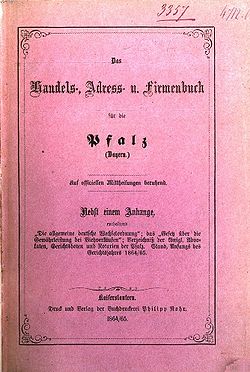 3357
Das
Handels-, Adress- u. Firmenbuch
für die
Pfalz
(Bayern.)
Auf officiellen Mittheilungen beruhend.
Nebst einem Anhange,
enthaltend
"Die allgemeine deutsche Wechselordnung"; das „Gesetz über die
Gewährleistung bei Viehveräußerungen"; Verzeichniß der königl. Advo-
katen, Gerichtsboten und Notarien der Pfalz. Stand, Anfangs des
Gerichtsjahres 1864/65.
Kaiserslautern.
Druck und Verlag der Buchdruckerei Philipp Rohr.
1864/65.